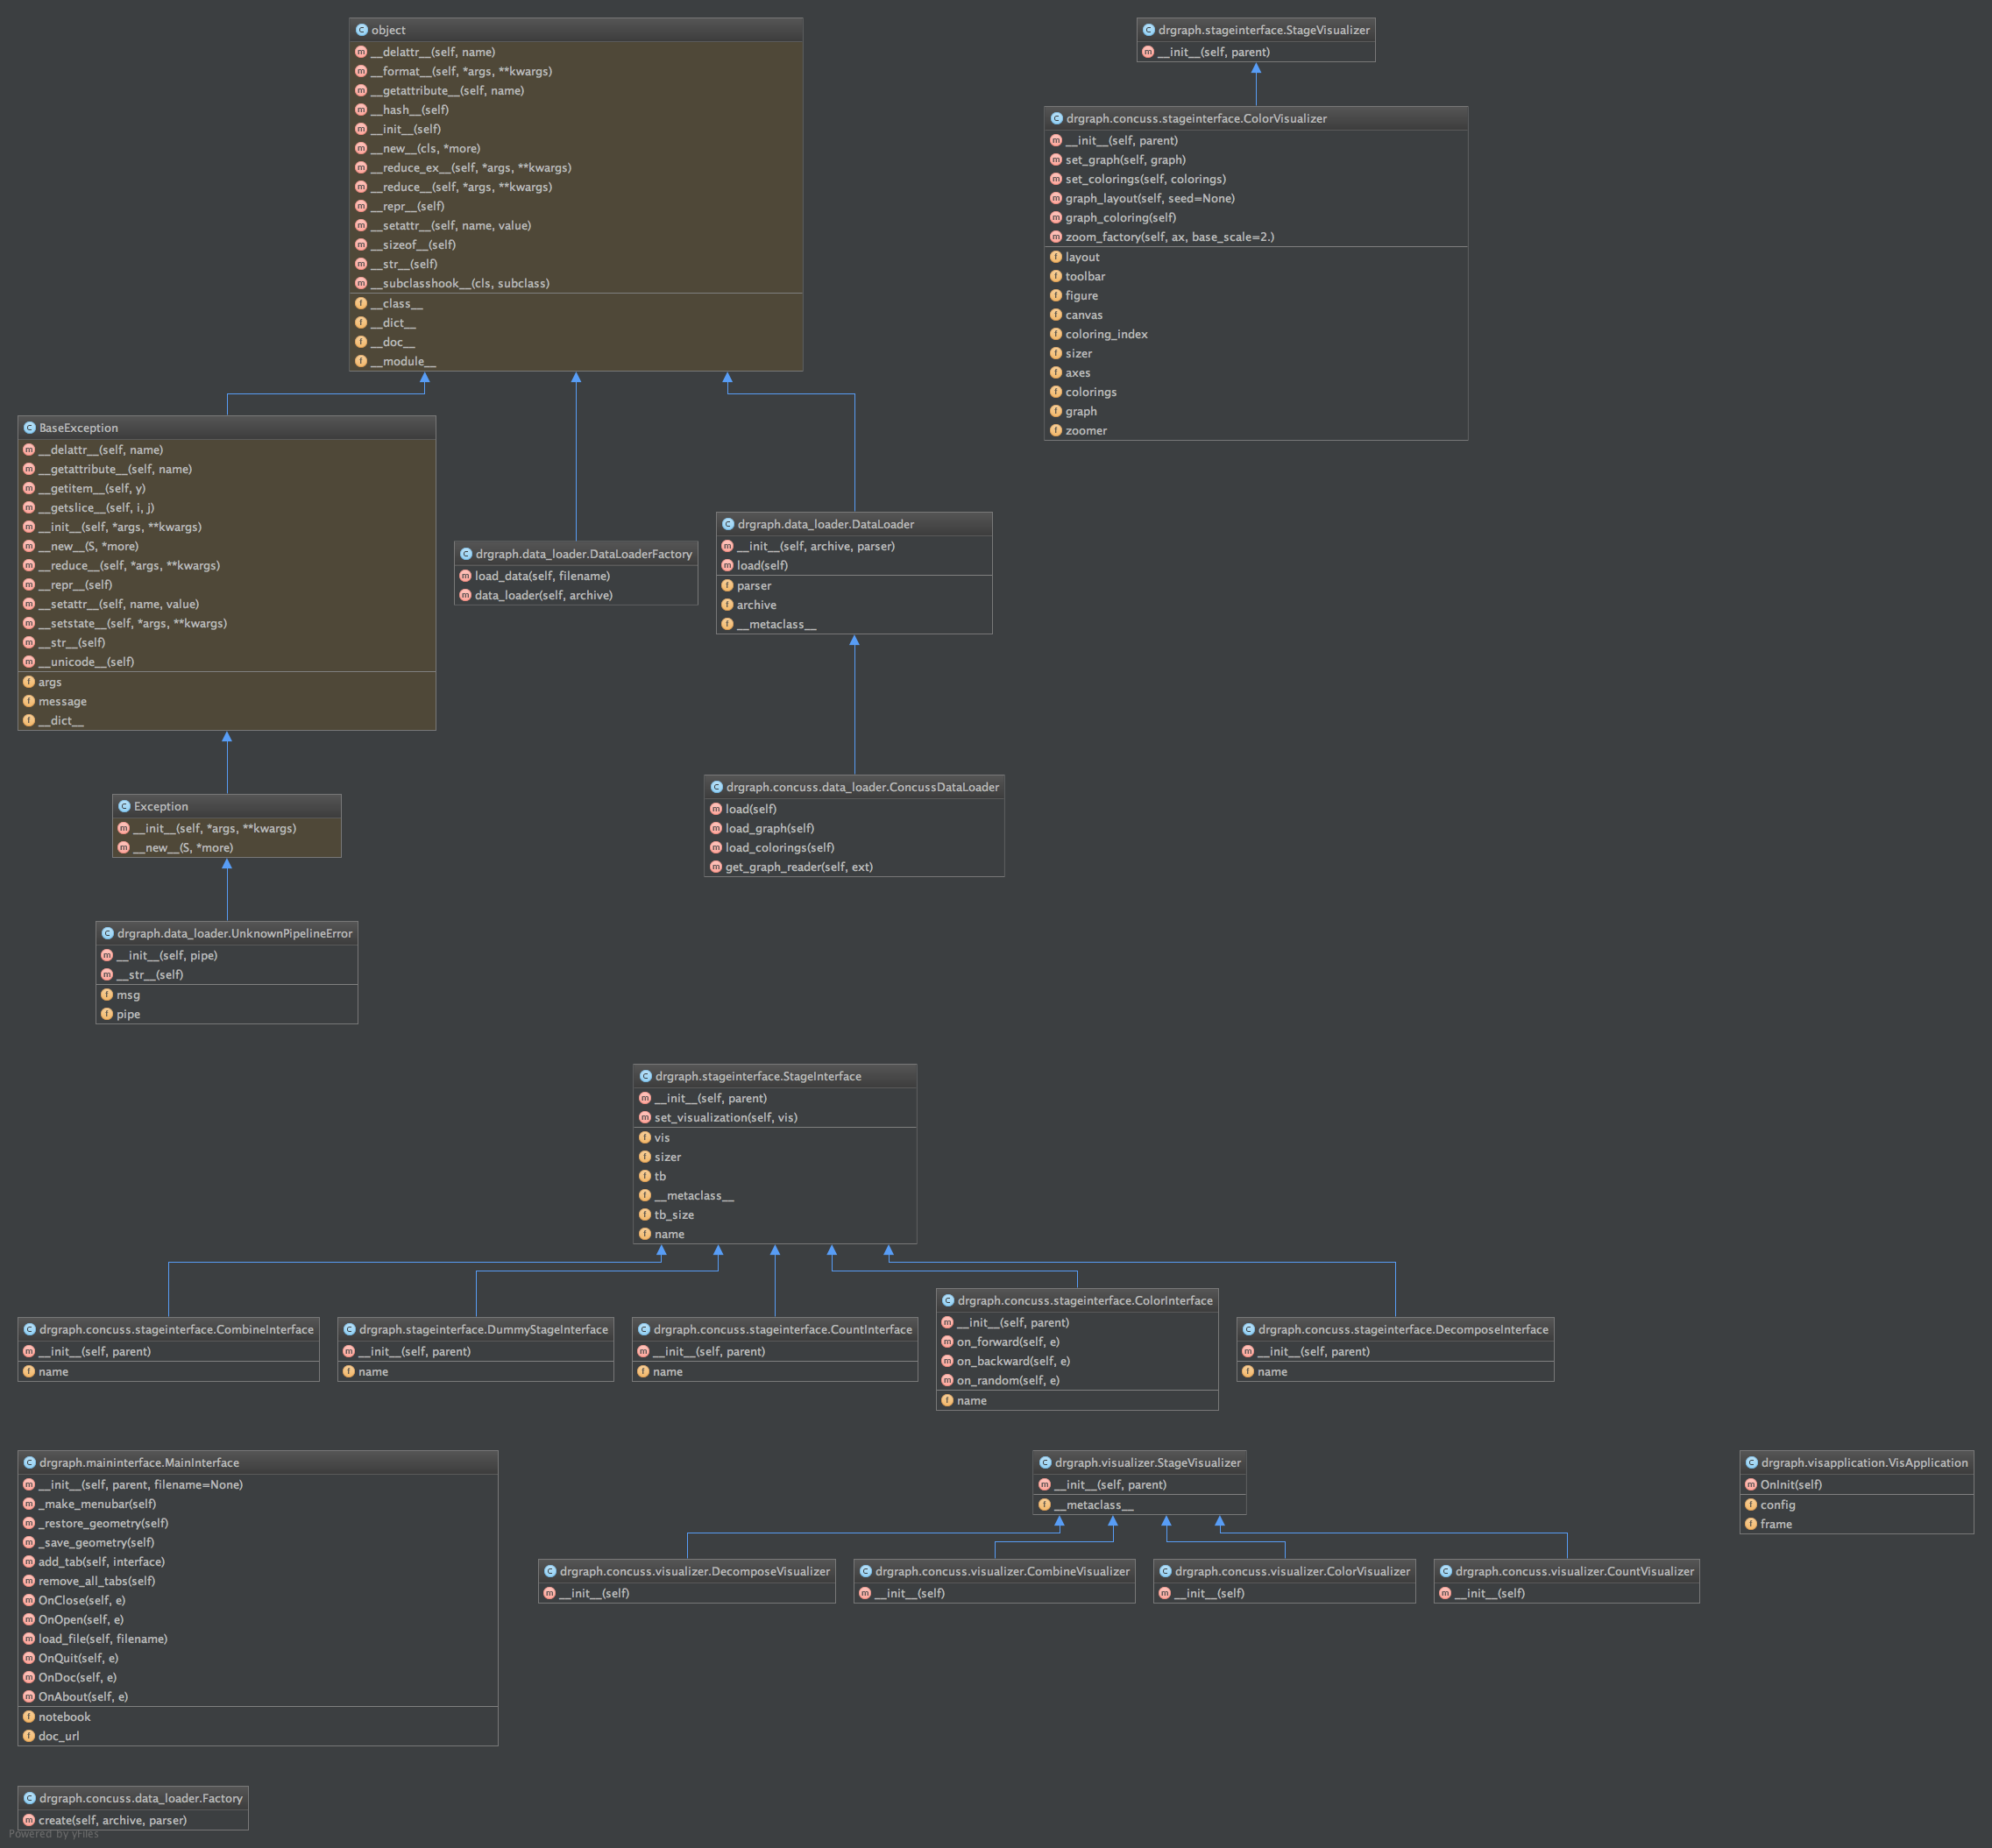 object
__delattr__(self, name)
__format__(self, *args, **kwargs)
__getattribute__(self, name)
__hash__(self)
__init__(self)
__new__(cls, *more)
__reduce_ex__(self, *args, **kwargs)
__reduce__(self, *args, **kwargs)
__repr__(self)
__setattr__(self, name, value)
__sizeof__(self)
__str__(self)
__subclasshook__(cls, subclass)
__class__
__dict__
__doc__
__module__
drgraph.stageinterface.StageVisualizer
__init__(self, parent)
drgraph.concuss.stageinterface.ColorVisualizer
__init__(self, parent)
set_graph(self, graph)
set_colorings(self, colorings)
graph_layout(self, seed=None)
graph_coloring(self)
zoom_factory(self, ax, base_scale=2.)
layout
toolbar
figure
canvas
coloring_index
sizer
axes
colorings
graph
zoomer
BaseException
__delattr__(self, name)
__getattribute__(self, name)
__getitem__(self, y)
__getslice__(self, i, j)
__init__(self, *args, **kwargs)
__new__(S, *more)
__reduce__(self, *args, **kwargs)
__repr__(self)
__setattr__(self, name, value)
__setstate__(self, *args, **kwargs)
__str__(self)
__unicode__(self)
args
message
__dict__
drgraph.data_loader.DataLoaderFactory
load_data(self, filename)
data_loader(self, archive)
drgraph.data_loader.DataLoader
__init__(self, archive, parser)
load(self)
parser
archive
__metaclass__
Exception
__init__(self, *args, **kwargs)
__new__(S, *more)
drgraph.concuss.data_loader.ConcussDataLoader
load(self)
load_graph(self)
load_colorings(self)
get_graph_reader(self, ext)
drgraph.data_loader.UnknownPipelineError
__init__(self, pipe)
__str__(self)
msg
pipe
drgraph.stageinterface.StageInterface
__init__(self, parent)
set_visualization(self, vis)
vis
sizer
tb
__metaclass__
tb_size
name
drgraph.concuss.stageinterface.CombineInterface
__init__(self, parent)
name
drgraph.stageinterface.DummyStageInterface
__init__(self, parent)
name
drgraph.concuss.stageinterface.CountInterface
__init__(self, parent)
name
drgraph.concuss.stageinterface.ColorInterface
__init__(self, parent)
on_forward(self, e)
on_backward(self, e)
on_random(self, e)
name
drgraph.concuss.stageinterface.DecomposeInterface
__init__(self, parent)
name
drgraph.maininterface.MainInterface
__init__(self, parent, filename=None)
_make_menubar(self)
_restore_geometry(self)
_save_geometry(self)
add_tab(self, interface)
remove_all_tabs(self)
OnClose(self, e)
OnOpen(self, e)
load_file(self, filename)
OnQuit(self, e)
OnDoc(self, e)
OnAbout(self, e)
notebook
doc_url
drgraph.visualizer.StageVisualizer
__init__(self, parent)
__metaclass__
drgraph.visapplication.VisApplication
OnInit(self)
config
frame
drgraph.concuss.visualizer.DecomposeVisualizer
__init__(self)
drgraph.concuss.visualizer.CombineVisualizer
__init__(self)
drgraph.concuss.visualizer.ColorVisualizer
__init__(self)
drgraph.concuss.visualizer.CountVisualizer
__init__(self)
drgraph.concuss.data_loader.Factory
create(self, archive, parser)
Powered by yFiles